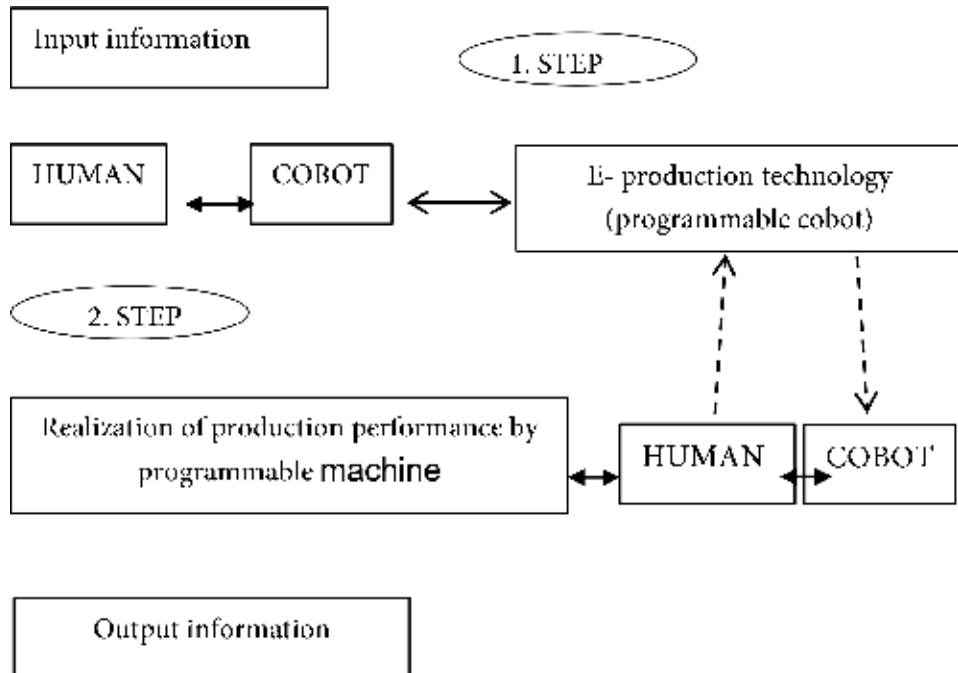 Input information
1. STEP
HUMAN
COBOT
E- production technology
(programmable cobot)
2. STEP
Realization of production performance by
programmable machine
HUMAN
COBOT
Output information